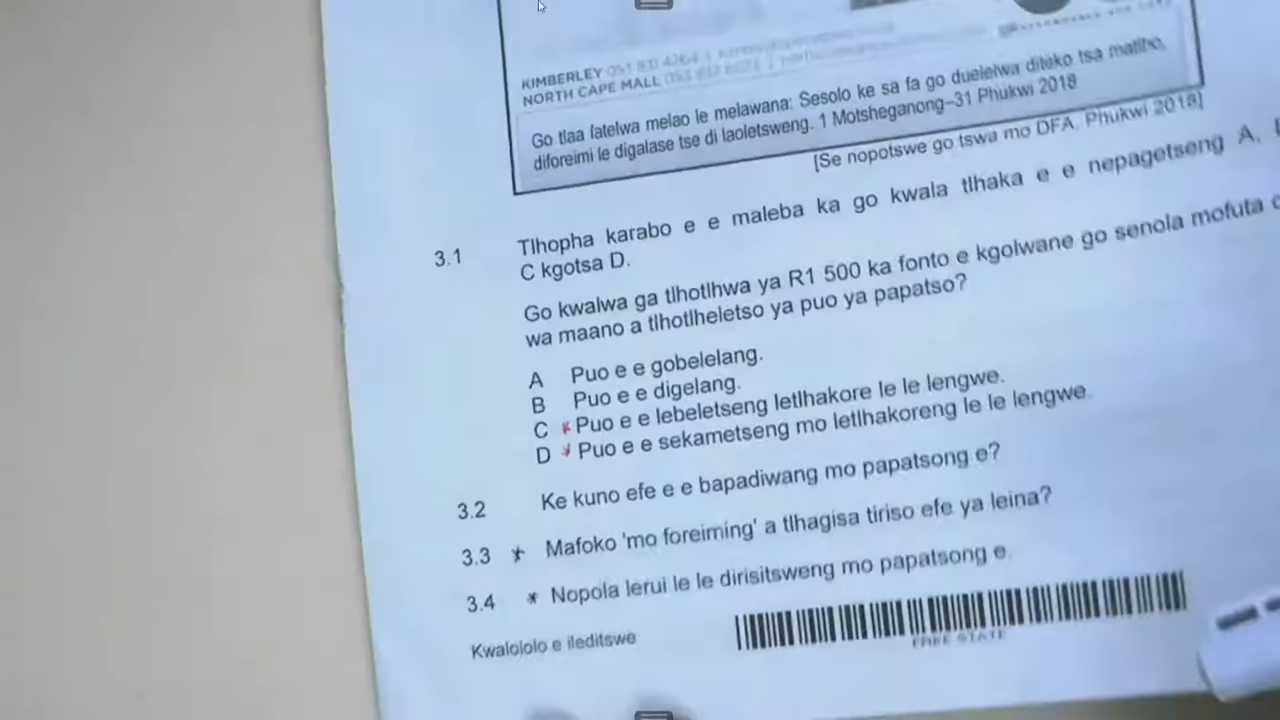 KIMBERLEY 051 831 4264 |
NORTH CAPE MALL
Go tlaa latelwa melao le melawana: Sesolo ke sa fa go duelelwa diteko tsa matlho,
diforeimi le digalase tse di laoletsweng. 1 Motsheganong–31 Phukwi 2018
[Se nopotswe go tswa mo DFA, Phukwi 2018]
3.1 Tlhopha karabo e e maleba ka go kwala tlhaka e e nepagetseng A,
C kgotsa D.
Go kwalwa ga tlhotlhwa ya R1 500 ka fonto e kgolwane go senola mofuta
wa maano a tlhotlheletso ya puo ya papatso?
A Puo e e gobelelang.
B Puo e e digelang.
C * Puo e e lebeletseng letlhakore le le lengwe.
D * Puo e e sekametseng mo letlhakoreng le le lengwe.
3.2 Ke kuno efe e e bapadiwang mo papatsong e?
3.3 * Mafoko 'mo foreiming' a tlhagisa tiriso efe ya leina?
3.4 * Nopola lerui le le dirisitsweng mo papatsong e.
Kwalololo e ileditswe
FREE STATE